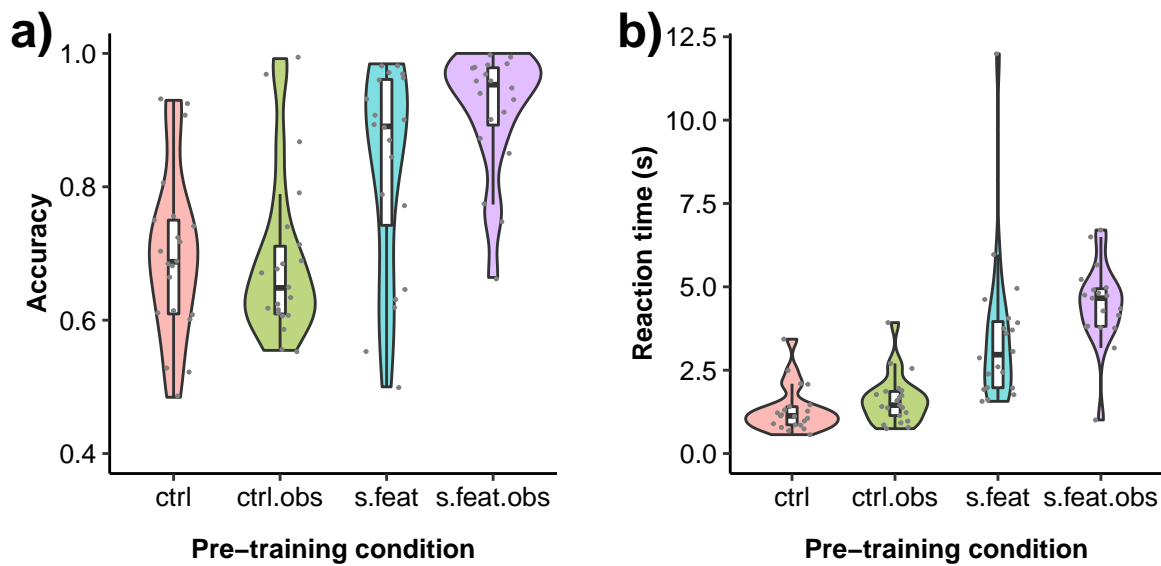 a)
1.0
0.8
0.6
0.4
Accuracy
ctrl
ctrl.obs
s.feat
s.feat.obs
Pre−training condition
b)
12.5
10.0
7.5
5.0
2.5
0.0
Reaction time (s)
ctrl
ctrl.obs
s.feat
s.feat.obs
Pre−training condition